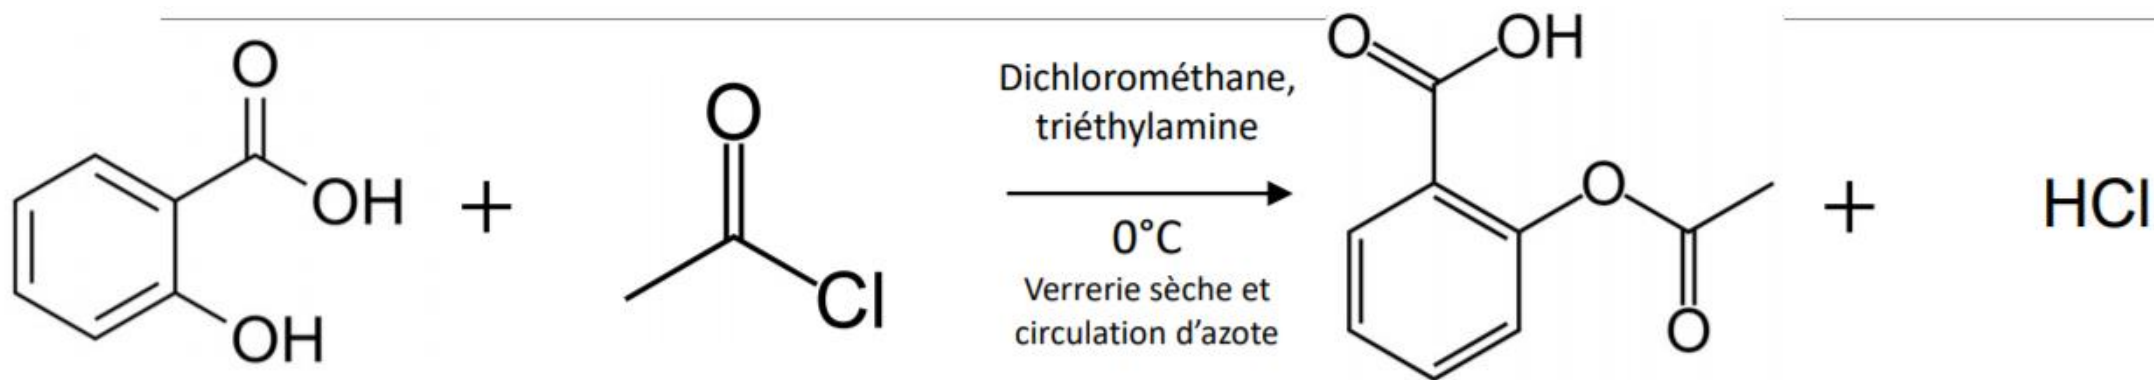 O
OH
OH
+
O
Cl
Dichlorométhane,
triéthylamine
0°C
Verrerie sèche et
circulation d'azote
O
OH
O
O
+
HCl